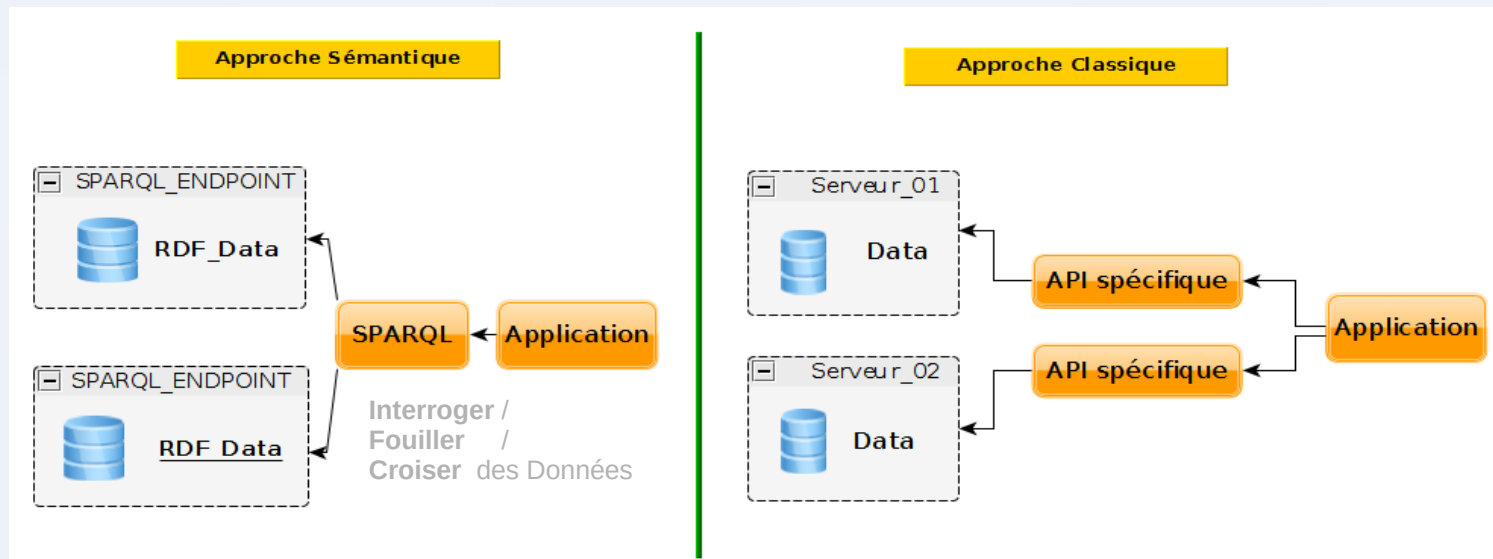 Approche Sémantique
SPARQL_ENDPOINT
RDF_Data
SPARQL
Application
SPARQL_ENDPOINT
RDF_Data
Interroger /
Fouiller /
Croiser des Données
Approche Classique
Serveur_01
Data
API spécifique
Application
Serveur_02
Data
API spécifique